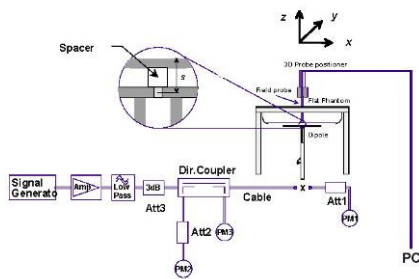 z
y
x
3D Probe positioner
Spacer
s
Field probe
Flat Phantom
Dipole
Signal
Generato
Amp
Low
Pass
3dB
Att3
Dir.Coupler
Cable
x
Att1
PM1
Att2
PM3
PM2
PC